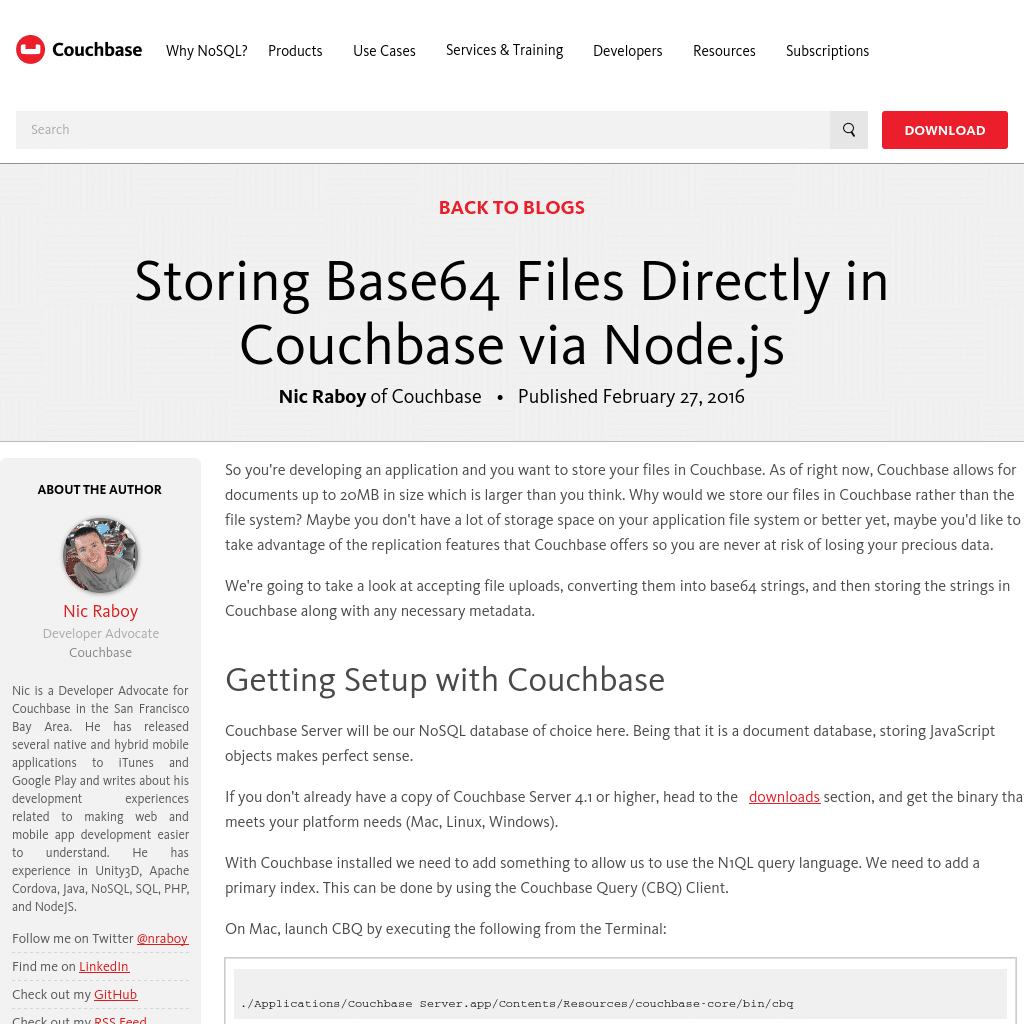 Couchbase
Why NoSQL? Products Use Cases Services & Training Developers Resources Subscriptions
Search
DOWNLOAD
BACK TO BLOGS
Storing Base64 Files Directly in
Couchbase via Node.js
Nic Raboy of Couchbase • Published February 27, 2016
ABOUT THE AUTHOR
Nic Raboy
Developer Advocate
Couchbase
Nic is a Developer Advocate for
Couchbase in the San Francisco
Bay Area. He has released
several native and hybrid mobile
applications to iTunes and
Google Play and writes about his
development experiences
related to making web and
mobile app development easier
to understand. He has
experience in Unity3D, Apache
Cordova, Java, NoSQL, SQL, PHP,
and NodeJS.
Follow me on Twitter @nraboy
Find me on LinkedIn
Check out my GitHub
Check out my RSS Feed
So you're developing an application and you want to store your files in Couchbase. As of right now, Couchbase allows for
documents up to 20MB in size which is larger than you think. Why would we store our files in Couchbase rather than the
file system? Maybe you don't have a lot of storage space on your application file system or better yet, maybe you'd like to
take advantage of the replication features that Couchbase offers so you are never at risk of losing your precious data.
We're going to take a look at accepting file uploads, converting them into base64 strings, and then storing the strings in
Couchbase along with any necessary metadata.
Getting Setup with Couchbase
Couchbase Server will be our NoSQL database of choice here. Being that it is a document database, storing JavaScript
objects makes perfect sense.
If you don't already have a copy of Couchbase Server 4.1 or higher, head to the downloads section, and get the binary tha
meets your platform needs (Mac, Linux, Windows).
With Couchbase installed we need to add something to allow us to use the N1QL query language. We need to add a
primary index. This can be done by using the Couchbase Query (CBQ) Client.
On Mac, launch CBQ by executing the following from the Terminal:
./Applications/Couchbase Server.app/Contents/Resources/couchbase-core/bin/cbq